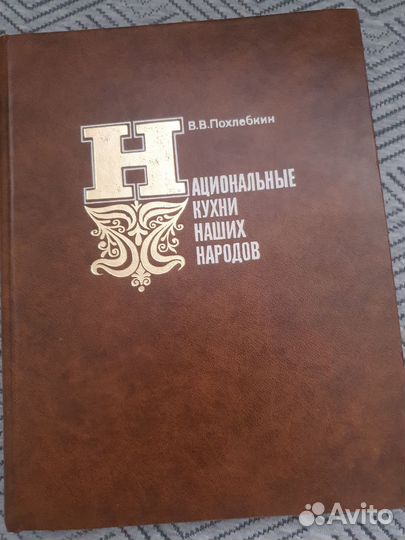 В.В.Похлебкин
НАЦИОНАЛЬНЫЕ
КУХНИ
НАШИХ
НАРОДОВ
Avito